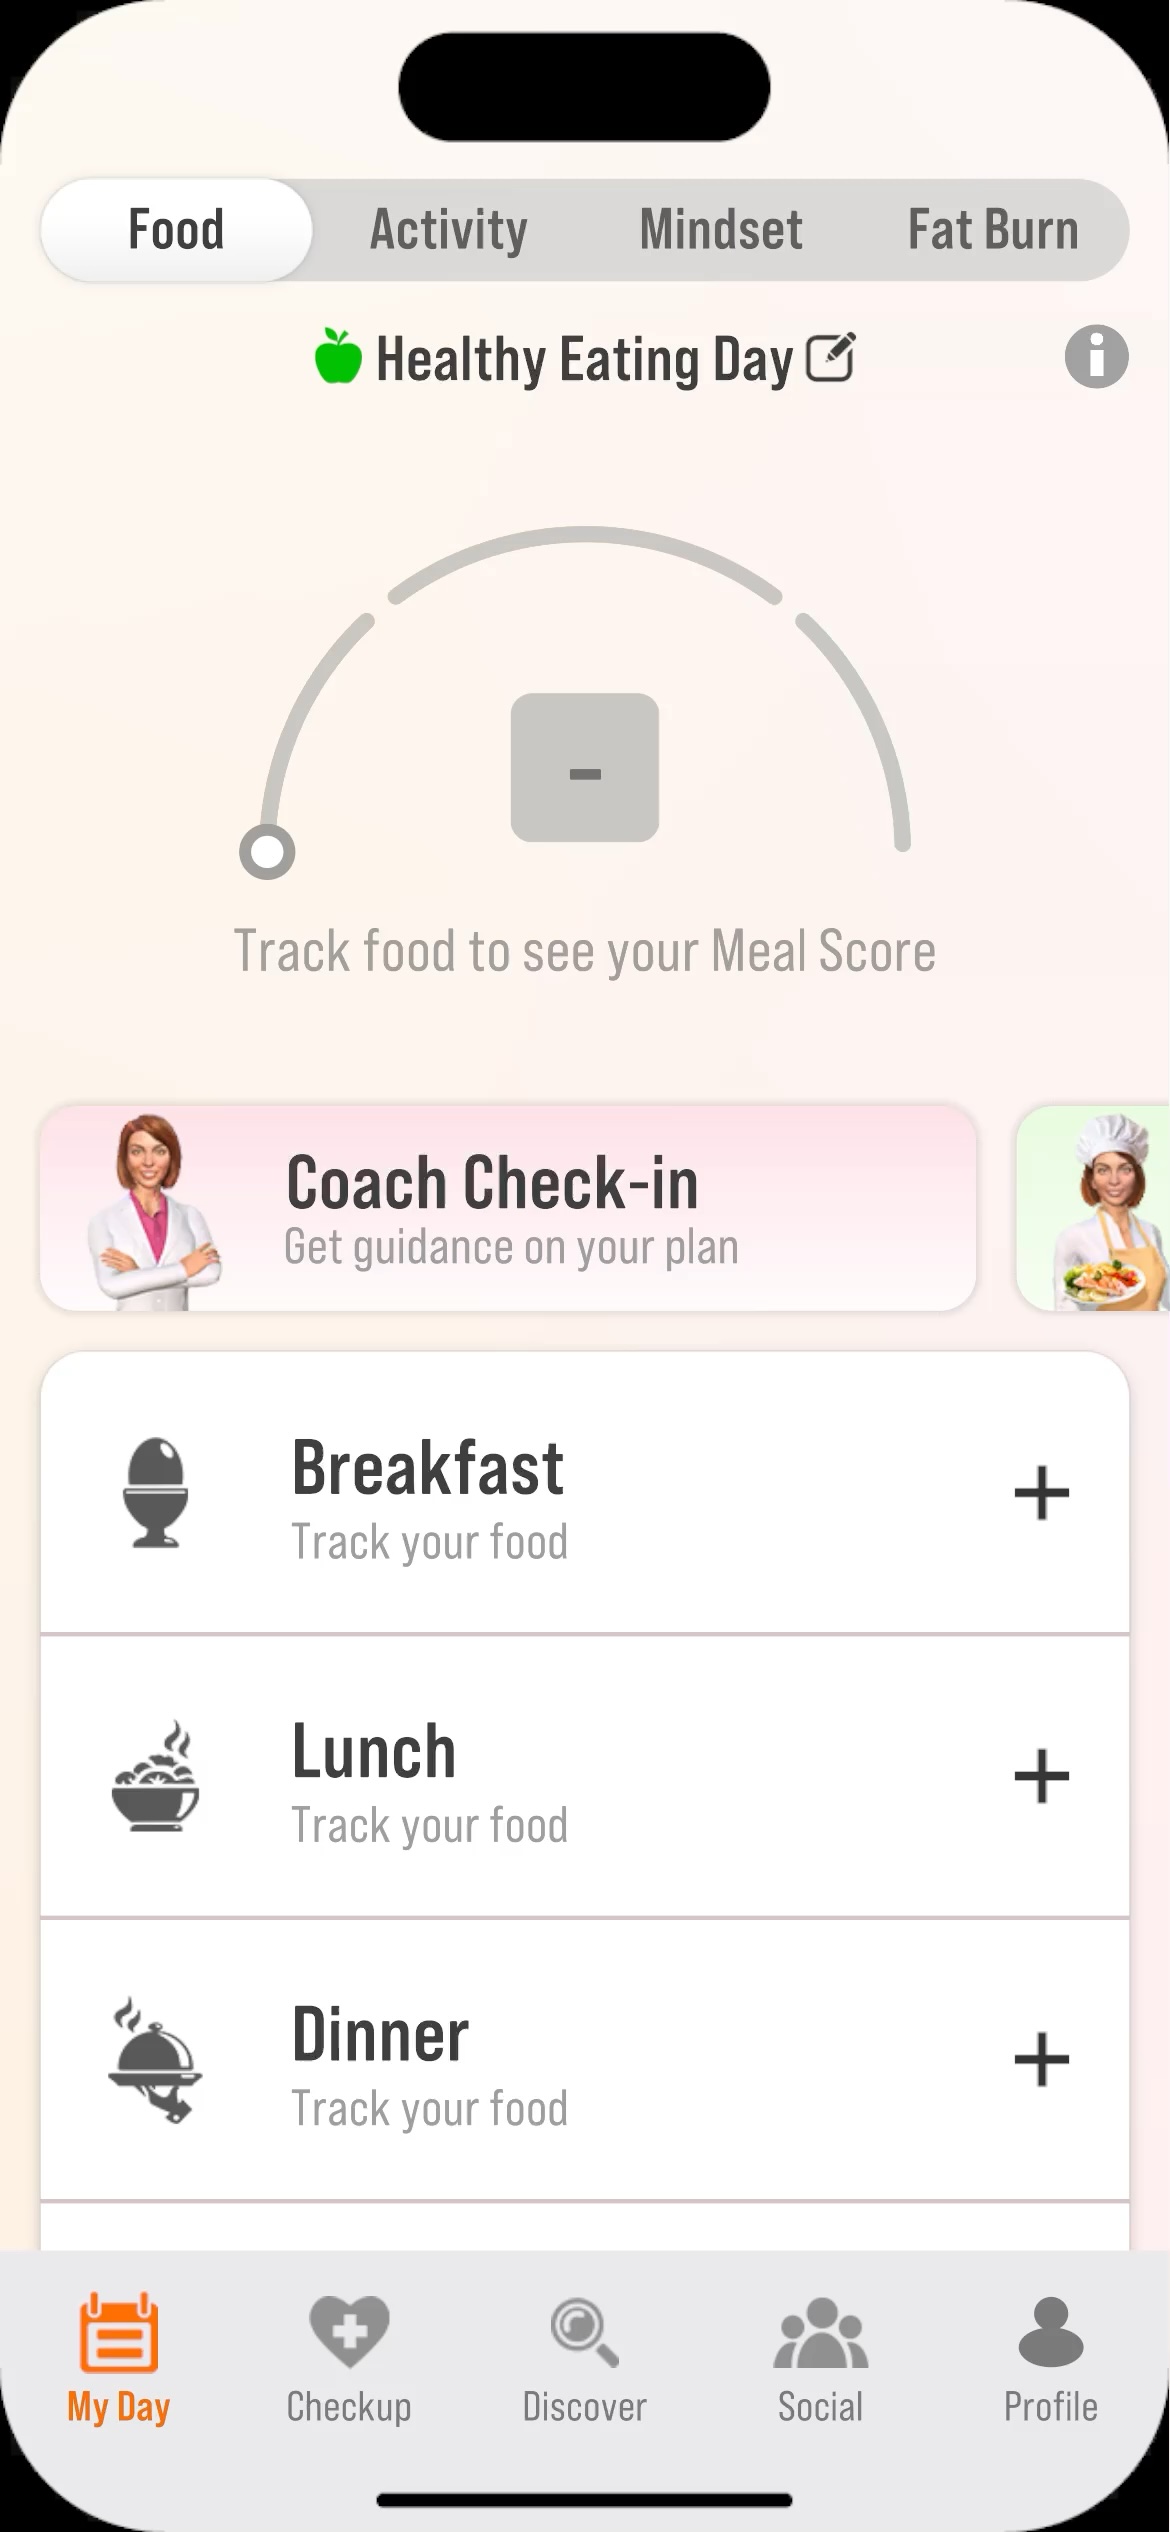 Food Activity Mindset Fat Burn
Healthy Eating Day
-
Track food to see your Meal Score
Coach Check-in
Get guidance on your plan
Breakfast
Track your food
Lunch
Track your food
Dinner
Track your food
My Day Checkup Discover Social Profile